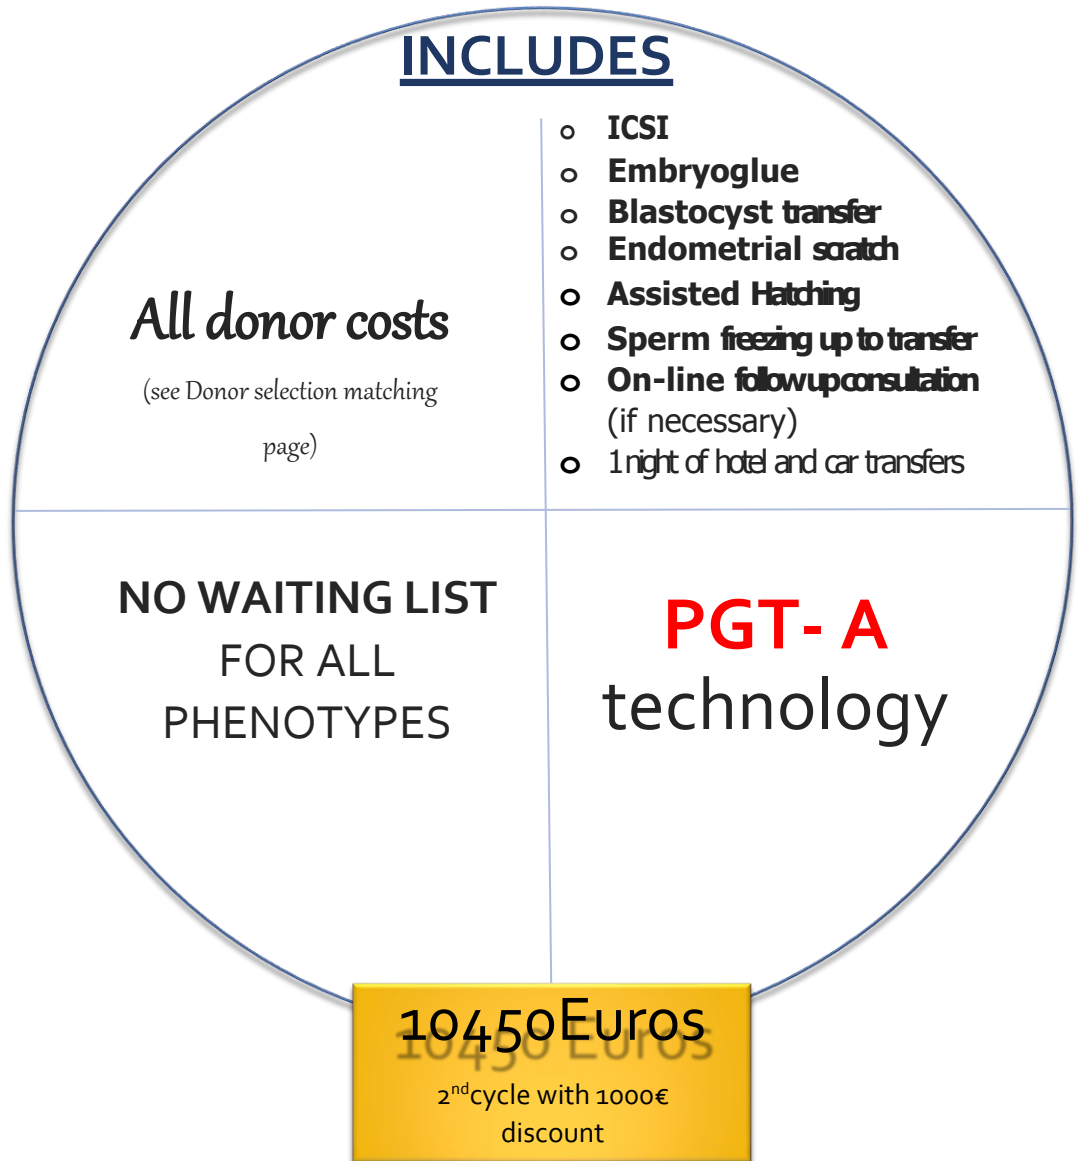 INCLUDES
All donor costs
(see Donor selection matching
page)
ICSI
Embryoglue
Blastocyst transfer
Endometrial scratch
Assisted Hatching
Sperm freezing up to transfer
On-line follow up consultation
(if necessary)
1 night of hotel and car transfers
NO WAITING LIST
FOR ALL
PHENOTYPES
PGT- A
technology
10450Euros
2nd cycle with 1000€
discount